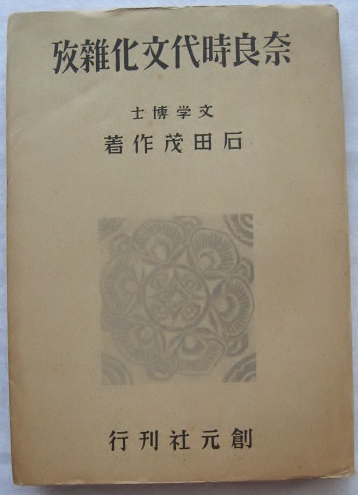 奈良時代文化雜攷
文学博士
石田茂作著
創元社刊行